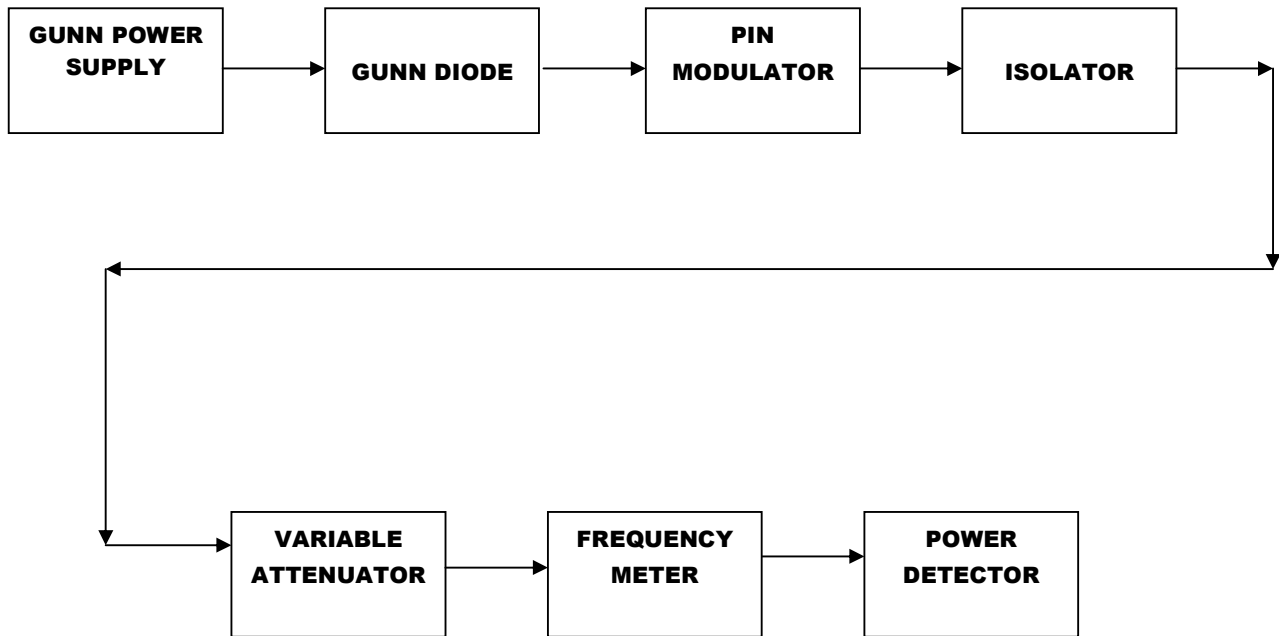 GUNN POWER
SUPPLY
GUNN DIODE
PIN
MODULATOR
ISOLATOR
VARIABLE
ATTENUATOR
FREQUENCY
METER
POWER
DETECTOR